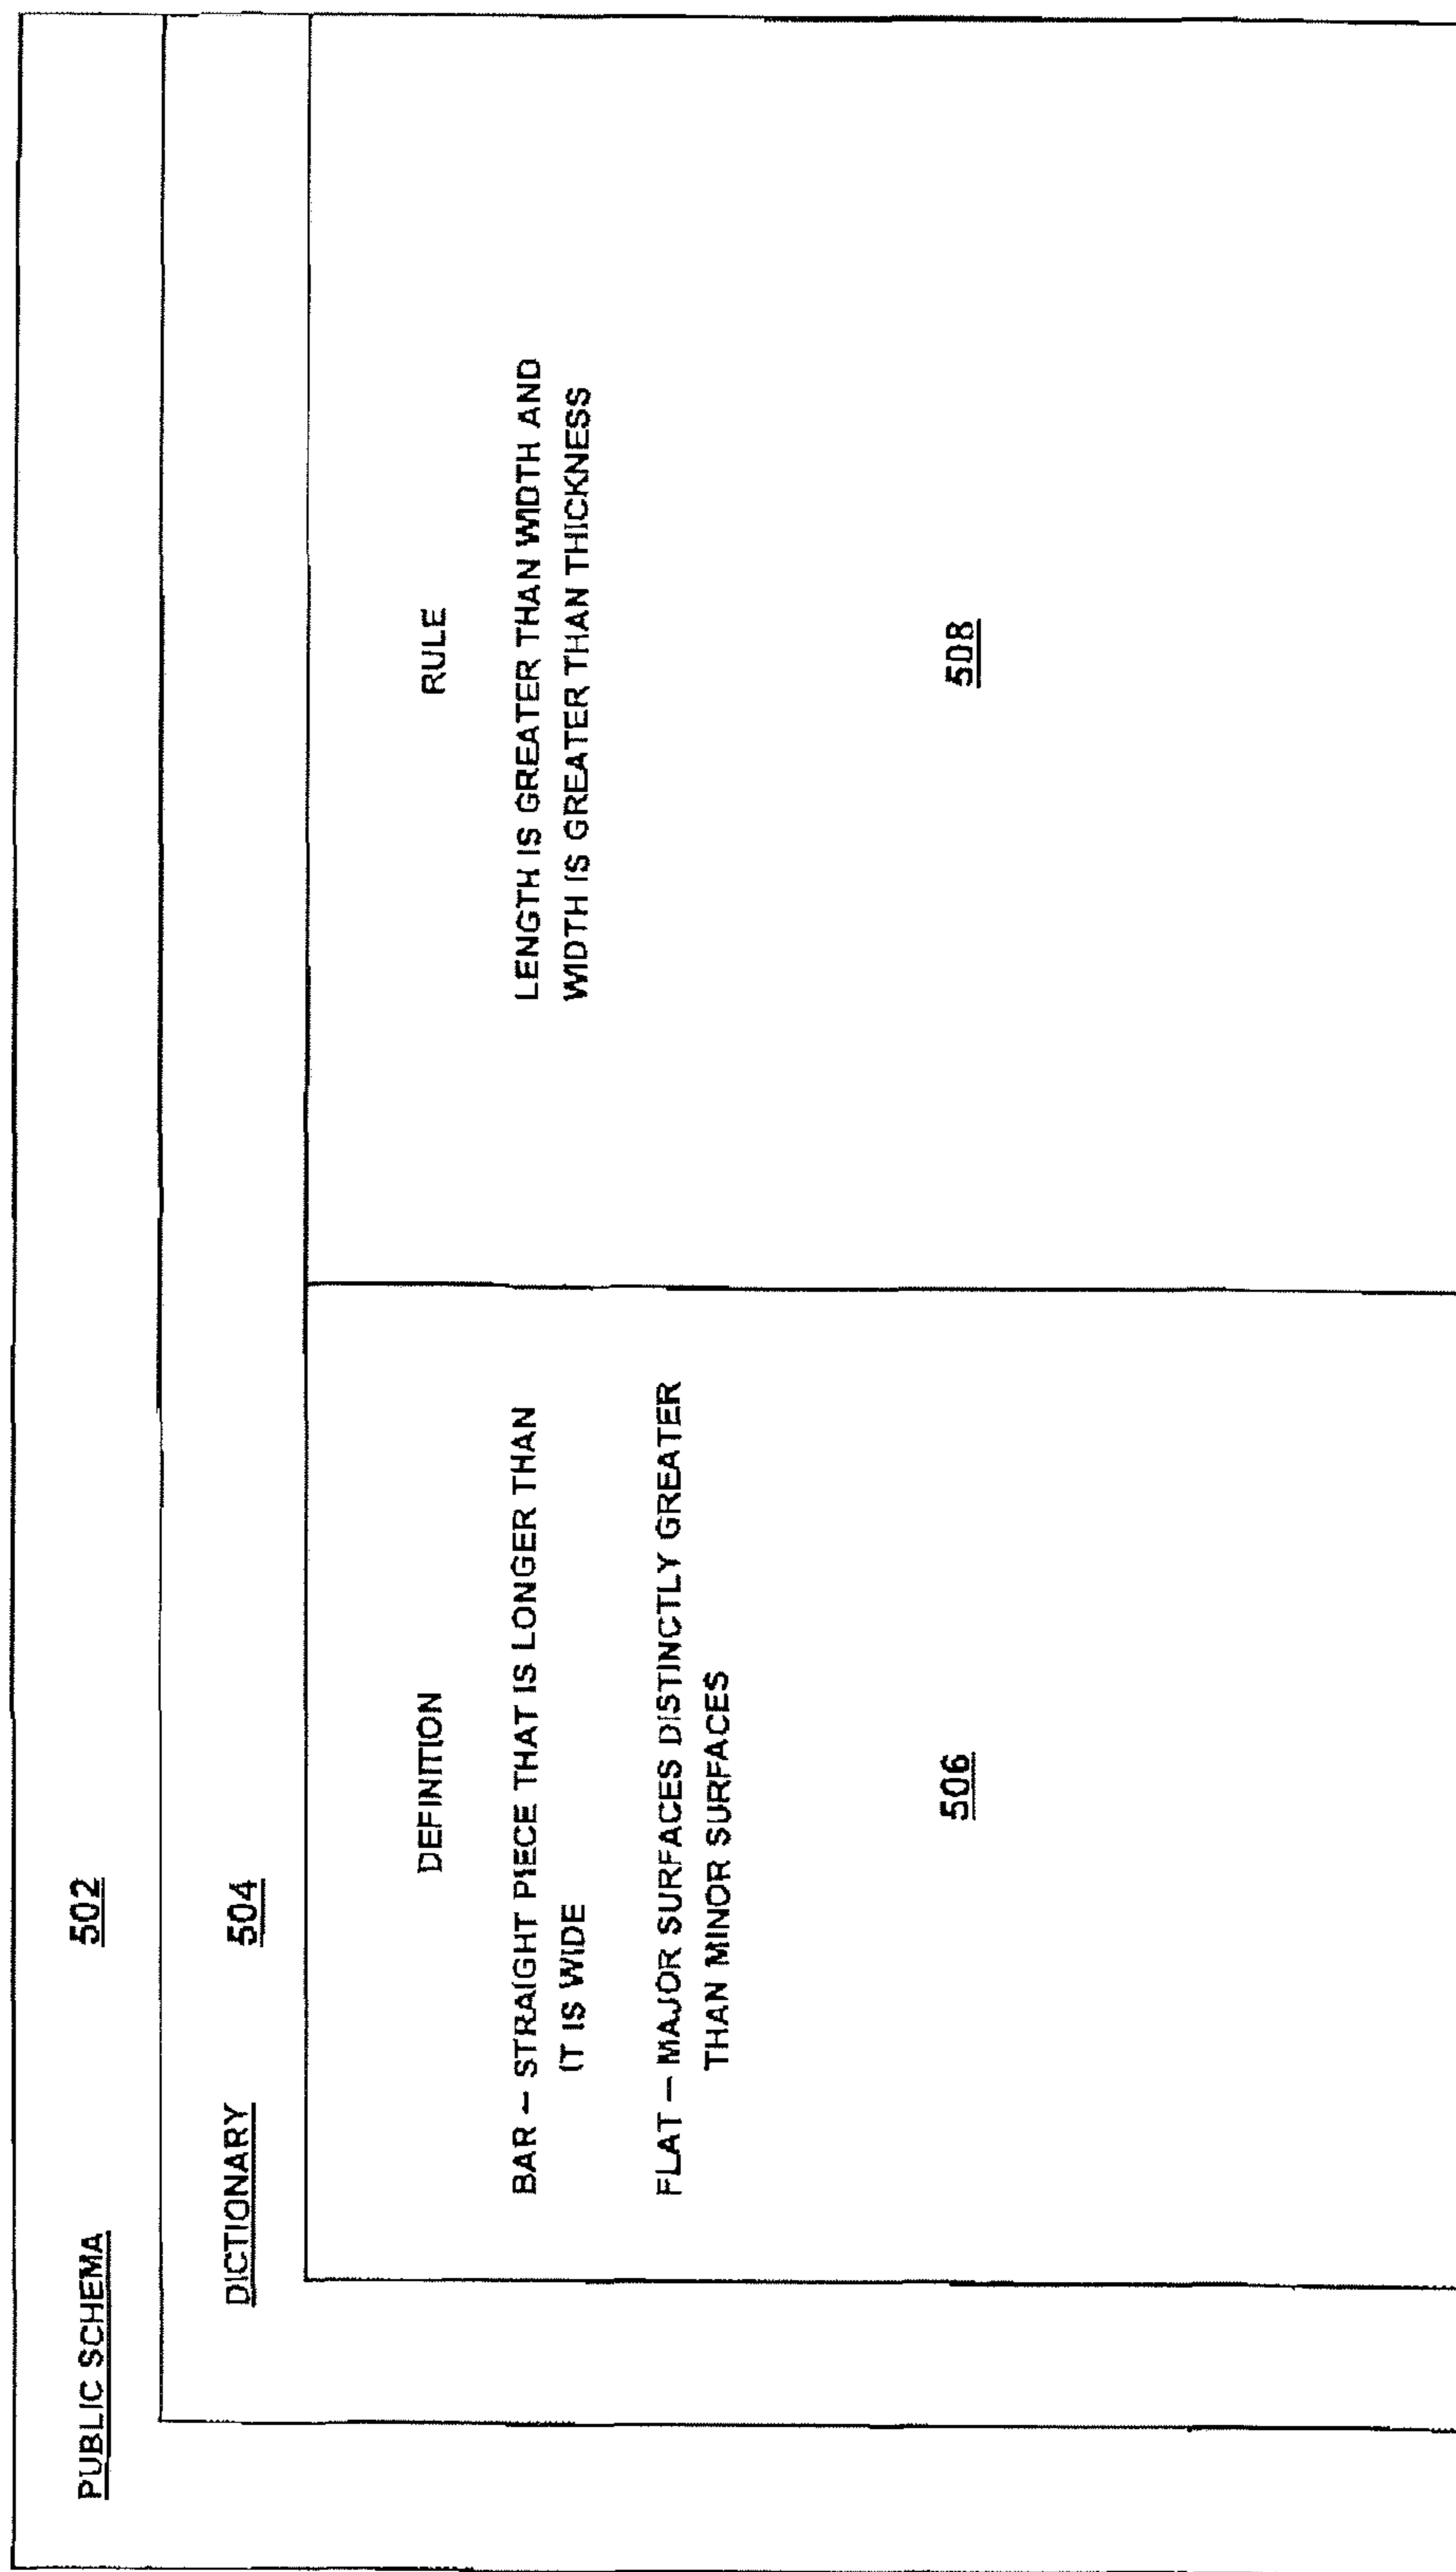 PUBLIC SCHEMA 502
DICTIONARY 504
DEFINITION
BAR – STRAIGHT PIECE THAT IS LONGER THAN
IT IS WIDE
FLAT – MAJOR SURFACES DISTINCTLY GREATER
THAN MINOR SURFACES
506
RULE
LENGTH IS GREATER THAN WIDTH AND
WIDTH IS GREATER THAN THICKNESS
508